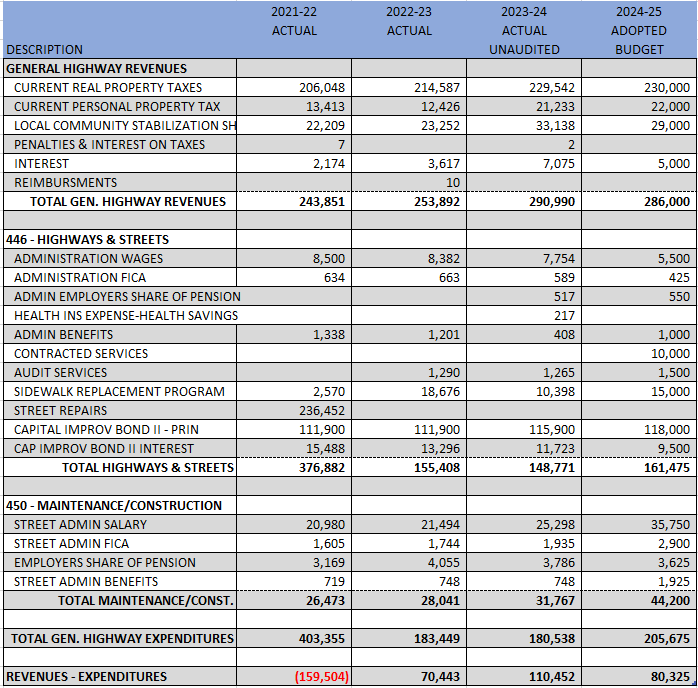 2021-22 2022-23 2023-24 2024-25
ACTUAL ACTUAL ACTUAL ADOPTED
DESCRIPTION UNAUDITED BUDGET
GENERAL HIGHWAY REVENUES
CURRENT REAL PROPERTY TAXES 206,048 214,587 229,542 230,000
CURRENT PERSONAL PROPERTY TAX 13,413 12,426 21,233 22,000
LOCAL COMMUNITY STABILIZATION SH 22,209 23,252 33,138 29,000
PENALTIES & INTEREST ON TAXES 7 2
INTEREST 2,174 3,617 7,075 5,000
REIMBURSMENTS 10
TOTAL GEN. HIGHWAY REVENUES 243,851 253,892 290,990 286,000
446 - HIGHWAYS & STREETS
ADMINISTRATION WAGES 8,500 8,382 7,754 5,500
ADMINISTRATION FICA 634 663 589 425
ADMIN EMPLOYERS SHARE OF PENSION 517 550
HEALTH INS EXPENSE-HEALTH SAVINGS 217
ADMIN BENEFITS 1,338 1,201 408 1,000
CONTRACTED SERVICES 10,000
AUDIT SERVICES 1,290 1,265 1,500
SIDEWALK REPLACEMENT PROGRAM 2,570 18,676 10,398 15,000
STREET REPAIRS 236,452
CAPITAL IMPROV BOND II - PRIN 111,900 111,900 115,900 118,000
CAP IMPROV BOND II INTEREST 15,488 13,296 11,723 9,500
TOTAL HIGHWAYS & STREETS 376,882 155,408 148,771 161,475
450 - MAINTENANCE/CONSTRUCTION
STREET ADMIN SALARY 20,980 21,494 25,298 35,750
STREET ADMIN FICA 1,605 1,744 1,935 2,900
EMPLOYERS SHARE OF PENSION 3,169 4,055 3,786 3,625
STREET ADMIN BENEFITS 719 748 748 1,925
TOTAL MAINTENANCE/CONST. 26,473 28,041 31,767 44,200
TOTAL GEN. HIGHWAY EXPENDITURES 403,355 183,449 180,538 205,675
REVENUES - EXPENDITURES (159,504) 70,443 110,452 80,325